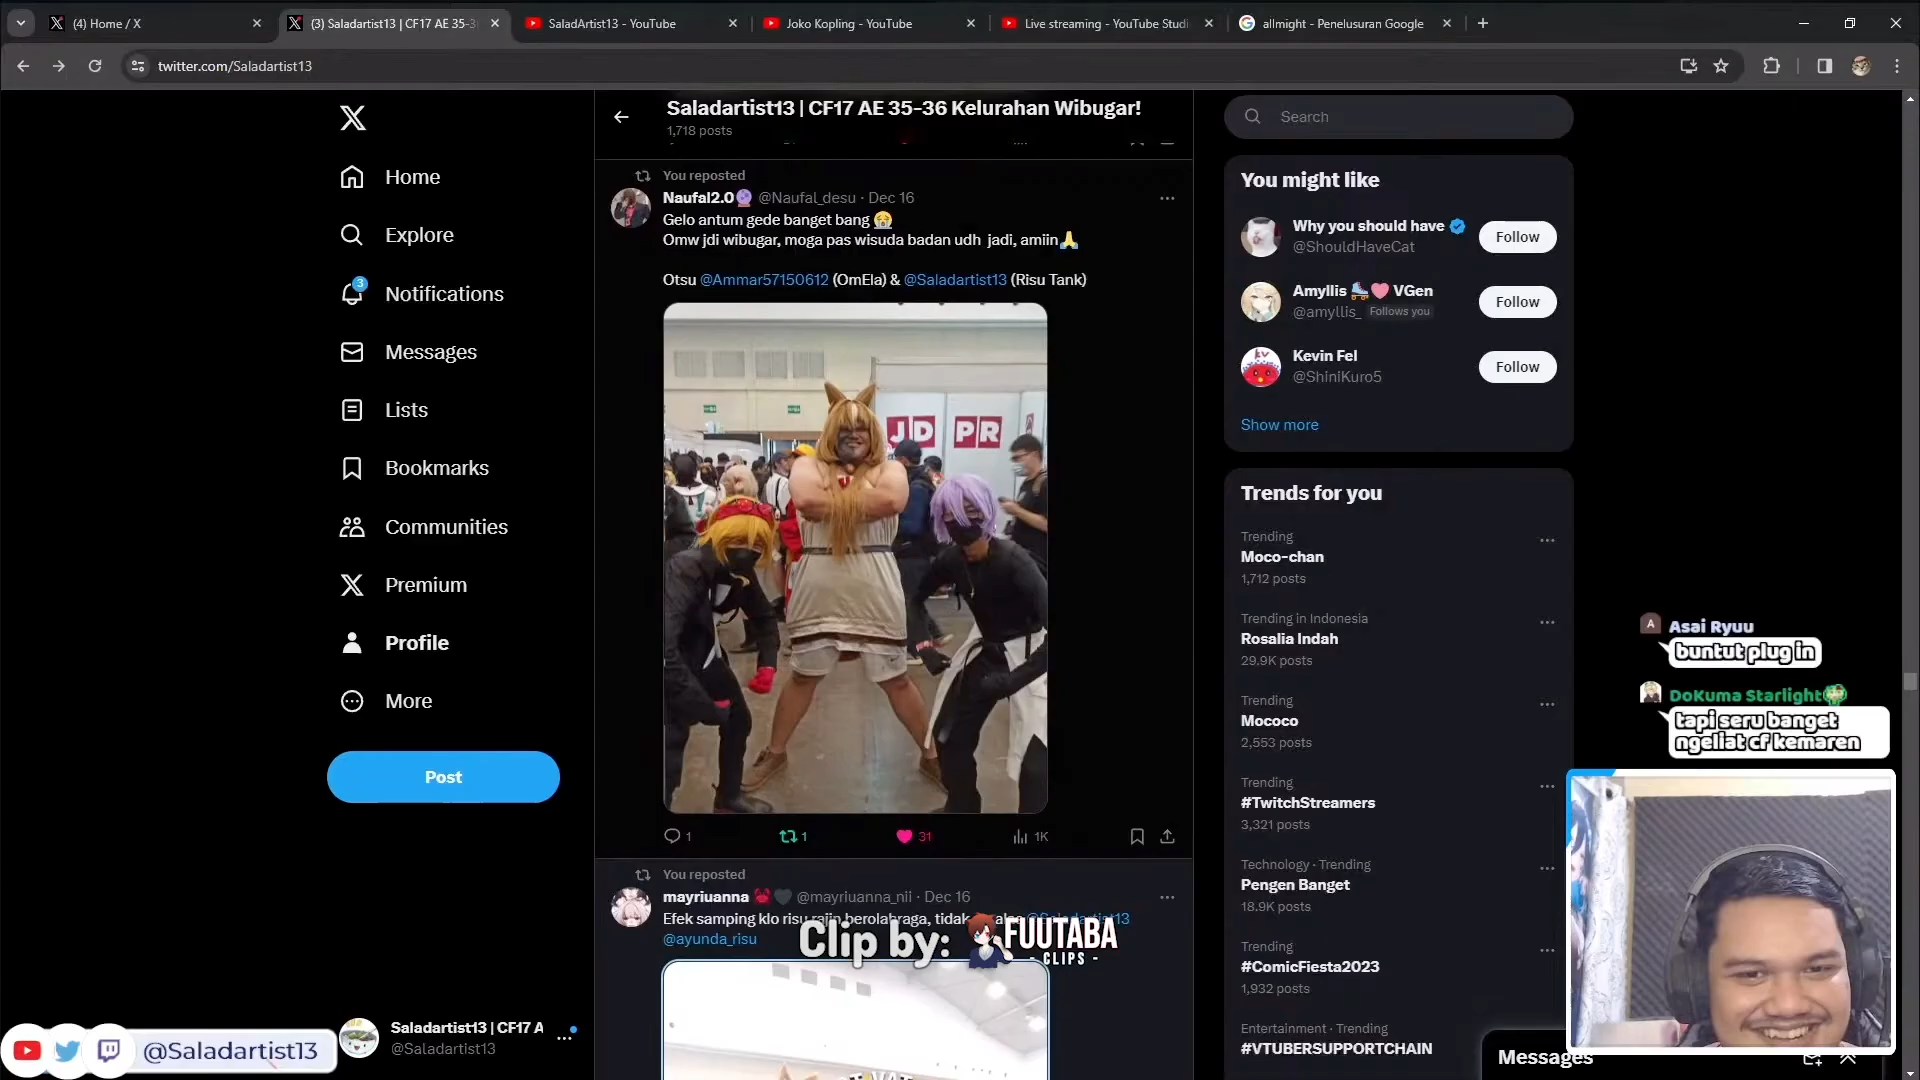 (4) Home / X
(3) Saladartist13 | CF17 AE 35-3
SaladArtist13 - YouTube
Joko Kopling - YouTube
Live streaming - YouTube Studi
allmight - Penelusuran Google
twitter.com/Saladartist13
Home
Explore
3
Notifications
Messages
Lists
Bookmarks
Communities
Premium
Profile
More
Post
Saladartist13 | CF17 A
@Saladartist13
@Saladartist13
Saladartist13 | CF17 AE 35-36 Kelurahan Wibugar!
1,718 posts
You reposted
Naufal2.0 @Naufal_desu · Dec 16
Gelo antum gede banget bang
Omw jdi wibugar, moga pas wisuda badan udh jadi, amiin
Otsu @Ammar57150612 (OmEla) & @Saladartist13 (Risu Tank)
JD PR
1
1
31
1K
You reposted
mayriuanna @mayriuanna_nii · Dec 16
Efek samping klo risu rajin berolahraga, tidak
@ayunda_risu
Clip by: FUUTABA
- CLIPS -
Search
You might like
Why you should have
@ShouldHaveCat
Follow
Amyllis VGen
@amyllis_ Follows you
Follow
Kevin Fel
@ShiniKuro5
Follow
Show more
Trends for you
Trending
Moco-chan
1,712 posts
Trending in Indonesia
Rosalia Indah
29.9K posts
Trending
Mococo
2,553 posts
Trending
#TwitchStreamers
3,321 posts
Technology · Trending
Pengen Banget
18.9K posts
Trending
#ComicFiesta2023
1,932 posts
Entertainment · Trending
#VTUBERSUPPORTCHAIN
Messages
A
Asai Ryuu
buntut plug in
DoKuma Starlight
tapi seru banget
ngeliat cf kemaren